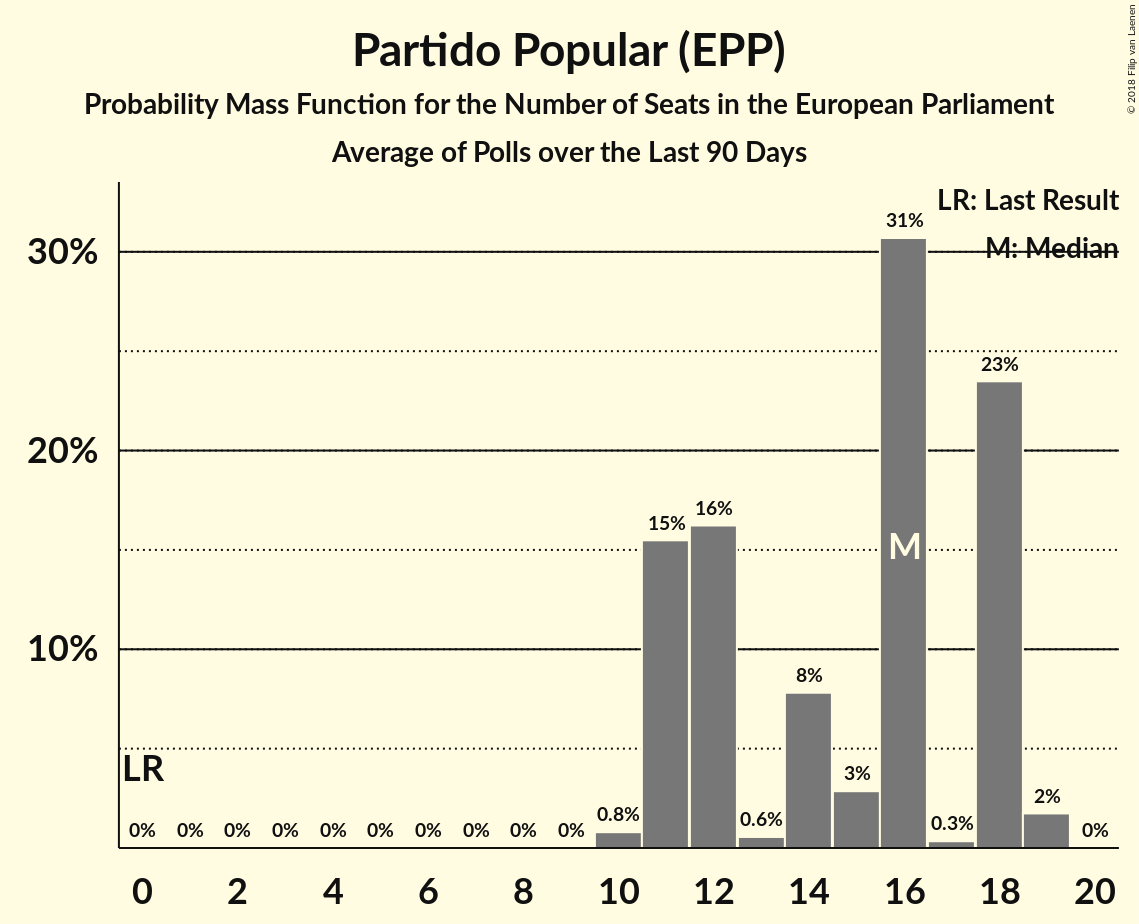 Partido Popular (EPP)
Probability Mass Function for the Number of Seats in the European Parliament
Average of Polls over the Last 90 Days
© 2018 Filip van Laenen
LR: Last Result
M: Median
30%
20%
10%
31%
23%
16%
15%
M
8%
LR
3%
2%
0% 0% 0% 0% 0% 0% 0% 0% 0% 0% 0.8% 0.6% 0.3% 0%
0 2 4 6 8 10 12 14 16 18 20